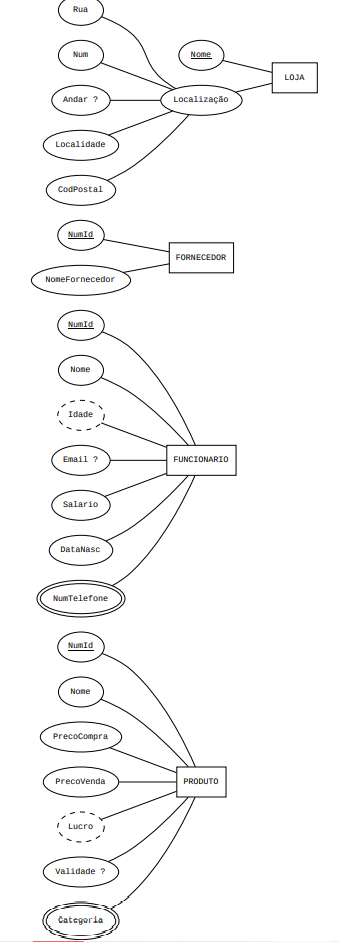 Rua
Num
Nome
LOJA
Andar ?
Localização
Localidade
CodPostal
NumId
FORNECEDOR
NomeFornecedor
NumId
Nome
Idade
Email ?
FUNCIONARIO
Salario
DataNasc
NumTelefone
NumId
Nome
PrecoCompra
PrecoVenda
PRODUTO
Lucro
Validade ?
Categoria